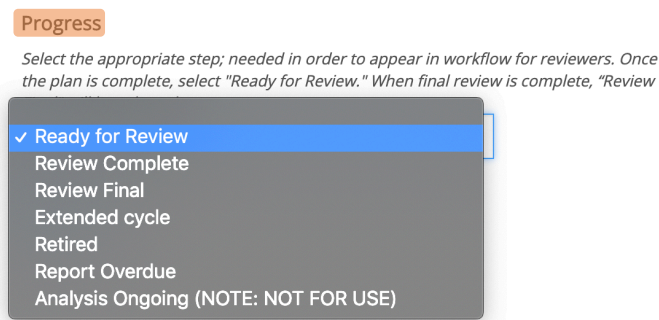 Progress
Select the appropriate step; needed in order to appear in workflow for reviewers. Once
the plan is complete, select "Ready for Review." When final review is complete, “Review
✓ Ready for Review
Review Complete
Review Final
Extended cycle
Retired
Report Overdue
Analysis Ongoing (NOTE: NOT FOR USE)